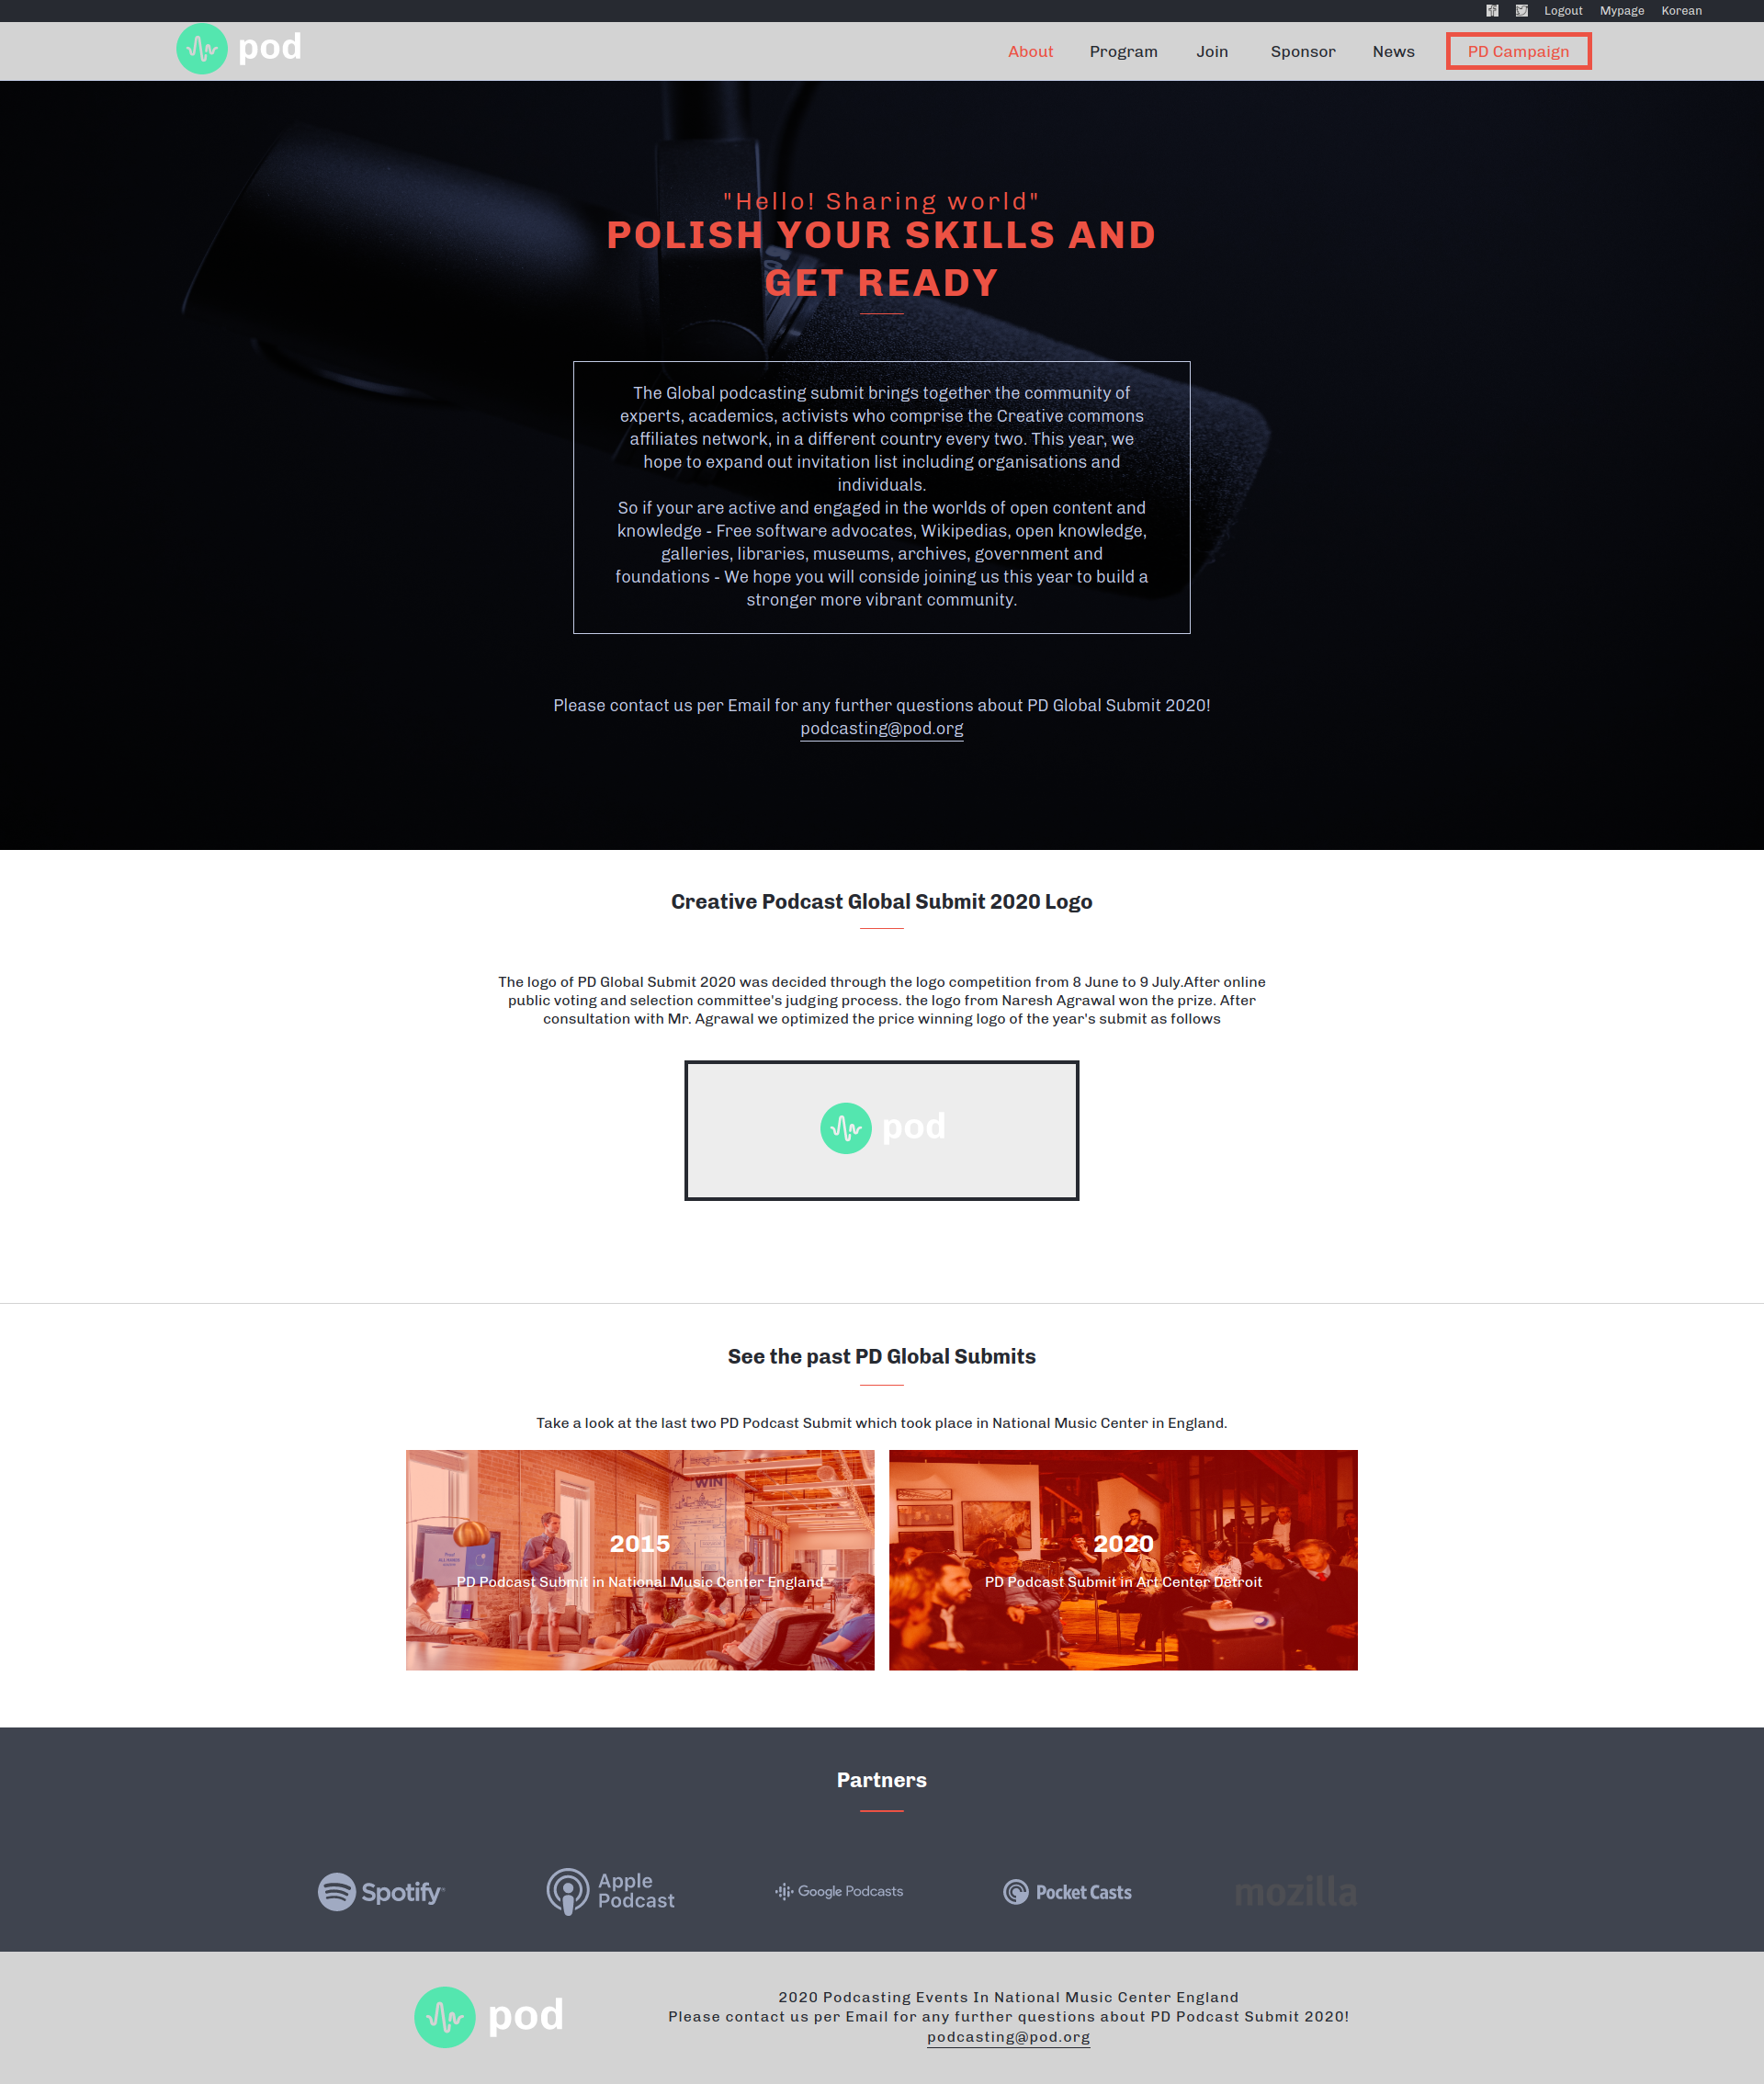 Logout Mypage Korean
pod
About Program Join Sponsor News PD Campaign
"Hello! Sharing world"
POLISH YOUR SKILLS AND
GET READY
The Global podcasting submit brings together the community of
experts, academics, activists who comprise the Creative commons
affiliates network, in a different country every two. This year, we
hope to expand out invitation list including organisations and
individuals.
So if your are active and engaged in the worlds of open content and
knowledge - Free software advocates, Wikipedias, open knowledge,
galleries, libraries, museums, archives, government and
foundations - We hope you will conside joining us this year to build a
stronger more vibrant community.
Please contact us per Email for any further questions about PD Global Submit 2020!
podcasting@pod.org
Creative Podcast Global Submit 2020 Logo
The logo of PD Global Submit 2020 was decided through the logo competition from 8 June to 9 July.After online
public voting and selection committee's judging process. the logo from Naresh Agrawal won the prize. After
consultation with Mr. Agrawal we optimized the price winning logo of the year's submit as follows
pod
See the past PD Global Submits
Take a look at the last two PD Podcast Submit which took place in National Music Center in England.
WIN
2015
PD Podcast Submit in National Music Center England
2020
PD Podcast Submit in Art Center Detroit
Partners
Spotify
Apple
Podcast
Google Podcasts
Pocket Casts
mozilla
pod
2020 Podcasting Events In National Music Center England
Please contact us per Email for any further questions about PD Podcast Submit 2020!
podcasting@pod.org